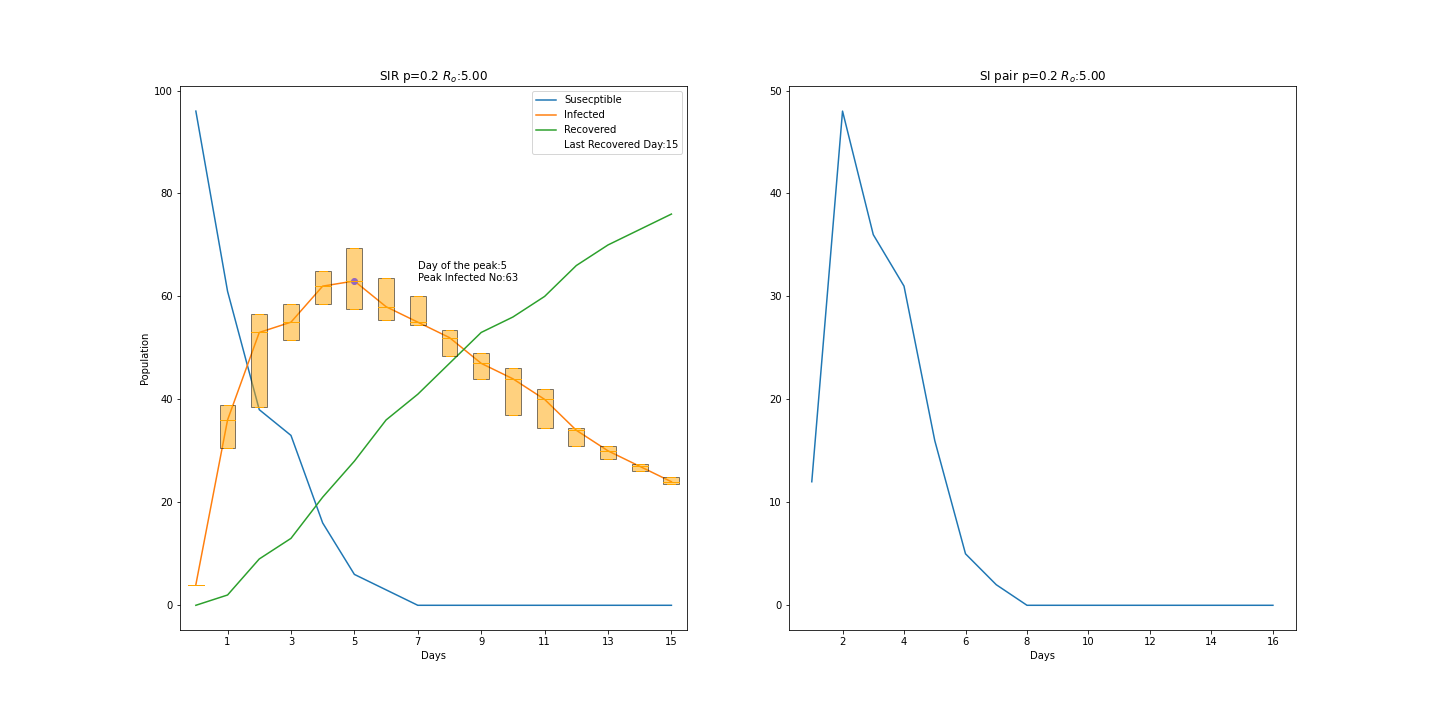 SIR p=0.2 Rₒ:5.00
Susecptible
Infected
Recovered
Last Recovered Day:15
Day of the peak:5
Peak Infected No:63
Population
100
80
60
40
20
0
1 3 5 7 9 11 13 15
Days
SI pair p=0.2 Rₒ:5.00
50
40
30
20
10
0
2 4 6 8 10 12 14 16
Days